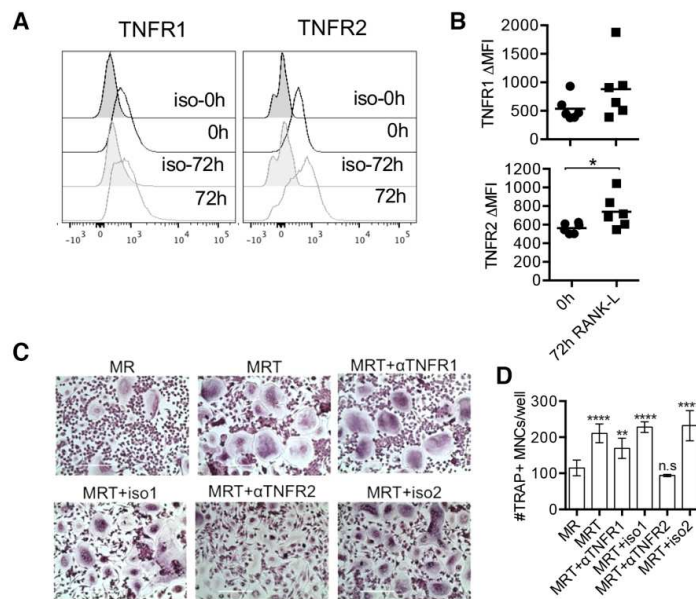 A
TNFR1
TNFR2
iso-0h
0h
iso-72h
72h
iso-0h
0h
iso-72h
72h
-10³ 0 10³ 10⁴ 10⁵
-10³ 0 10³ 10⁴ 10⁵
B
TNFR1 ΔMFI
2000
1500
1000
500
0
*
TNFR2 ΔMFI
1200
1000
800
600
400
200
0
0h
72h RANK-L
C
MR
MRT
MRT+αTNFR1
MRT+iso1
MRT+αTNFR2
MRT+iso2
D
#TRAP+ MNCs/well
300
200
100
0
****
**
****
n.s
****
MR
MRT
MRT+αTNFR1
MRT+iso1
MRT+αTNFR2
MRT+iso2